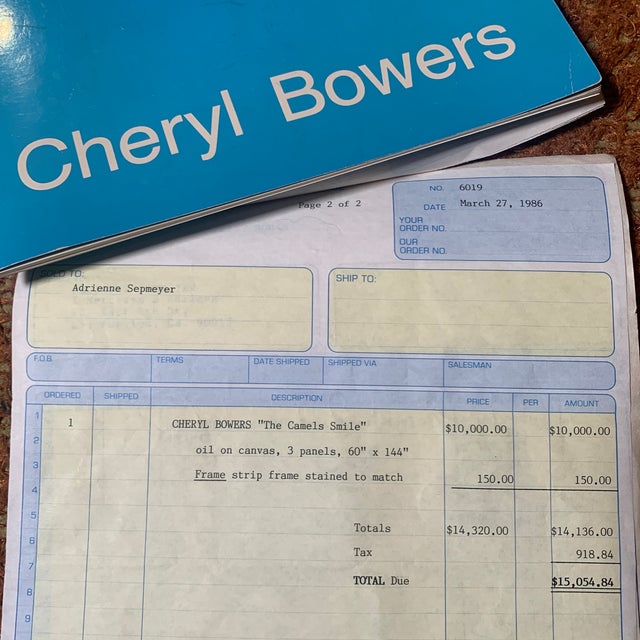 Cheryl Bowers
Page 2 of 2
NO. 6019
DATE March 27, 1986
YOUR
ORDER NO.
OUR
ORDER NO.
SOLD TO:
Adrienne Sepmeyer
SHIP TO:
F.O.B. TERMS DATE SHIPPED SHIPPED VIA SALESMAN
ORDERED SHIPPED DESCRIPTION PRICE PER AMOUNT
1
1 CHERYL BOWERS "The Camels Smile" $10,000.00 $10,000.00
2
oil on canvas, 3 panels, 60" x 144"
3
Frame strip frame stained to match 150.00 150.00
4
5
Totals $14,320.00 $14,136.00
6
Tax 918.84
7
TOTAL Due $15,054.84
8
9